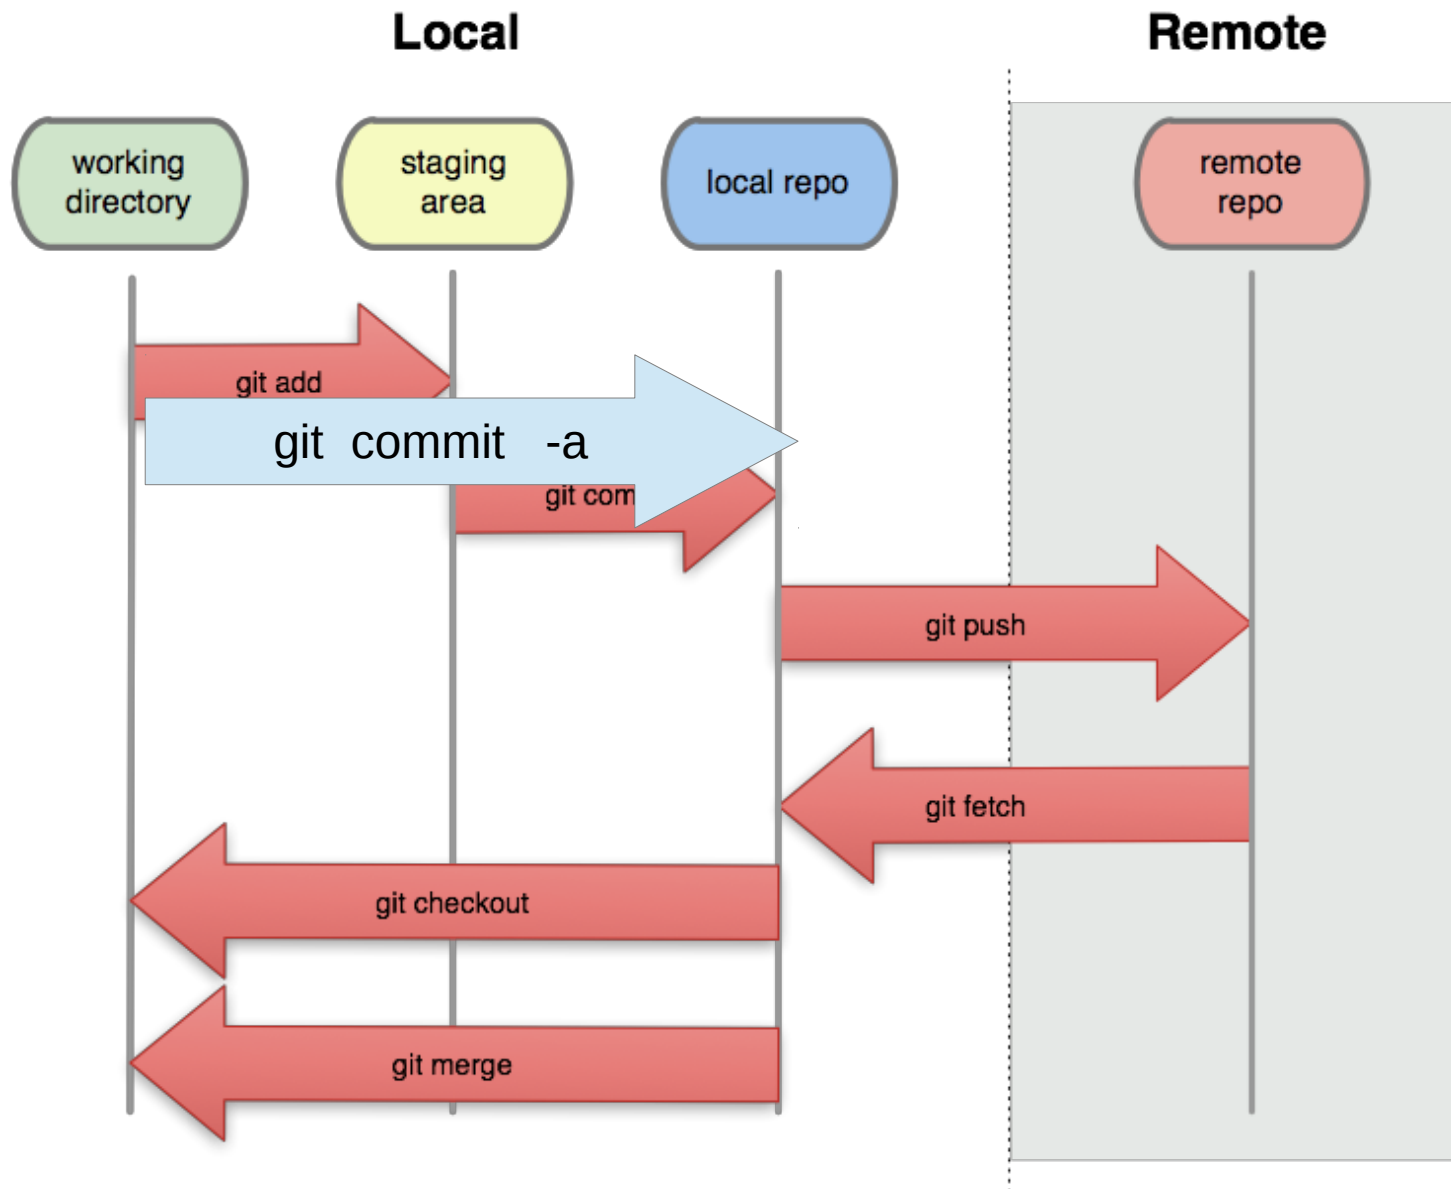 Local
Remote
working
directory
staging
area
local repo
remote
repo
git add
git commit -a
git com
git push
git fetch
git checkout
git merge